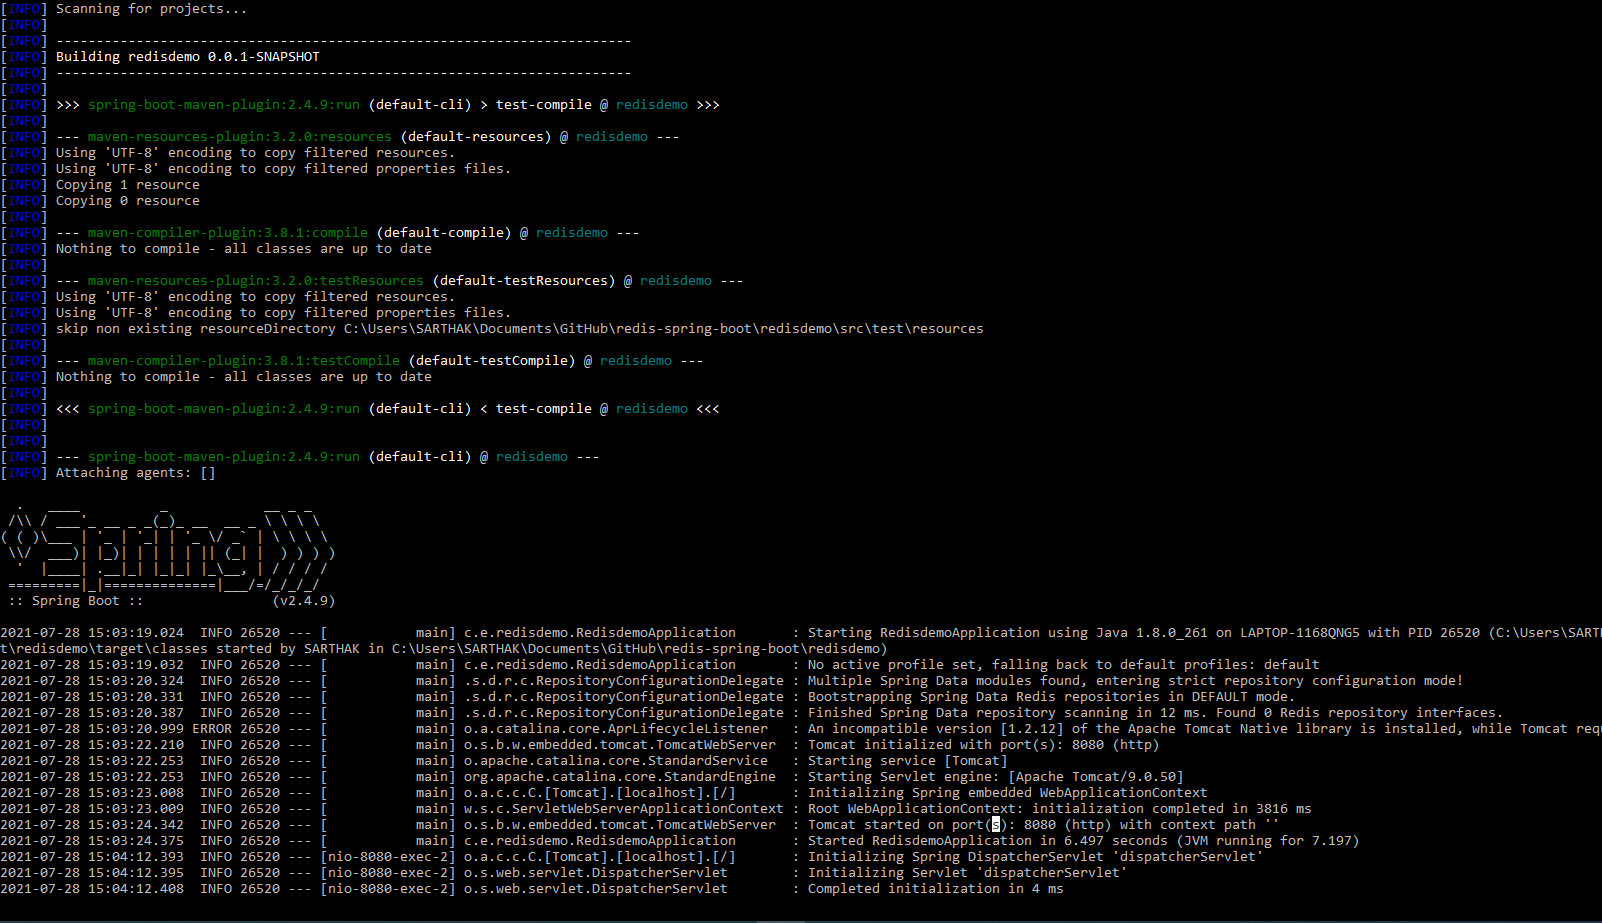 [INFO] Scanning for projects...
[INFO]
[INFO] ------------------------------------------------------------------------
[INFO] Building redisdemo 0.0.1-SNAPSHOT
[INFO] ------------------------------------------------------------------------
[INFO]
[INFO] >>> spring-boot-maven-plugin:2.4.9:run (default-cli) > test-compile @ redisdemo >>>
[INFO]
[INFO] --- maven-resources-plugin:3.2.0:resources (default-resources) @ redisdemo ---
[INFO] Using 'UTF-8' encoding to copy filtered resources.
[INFO] Using 'UTF-8' encoding to copy filtered properties files.
[INFO] Copying 1 resource
[INFO] Copying 0 resource
[INFO]
[INFO] --- maven-compiler-plugin:3.8.1:compile (default-compile) @ redisdemo ---
[INFO] Nothing to compile - all classes are up to date
[INFO]
[INFO] --- maven-resources-plugin:3.2.0:testResources (default-testResources) @ redisdemo ---
[INFO] Using 'UTF-8' encoding to copy filtered resources.
[INFO] Using 'UTF-8' encoding to copy filtered properties files.
[INFO] skip non existing resourceDirectory C:\Users\SARTHAK\Documents\GitHub\redis-spring-boot\redisdemo\src\test\resources
[INFO]
[INFO] --- maven-compiler-plugin:3.8.1:testCompile (default-testCompile) @ redisdemo ---
[INFO] Nothing to compile - all classes are up to date
[INFO]
[INFO] <<< spring-boot-maven-plugin:2.4.9:run (default-cli) < test-compile @ redisdemo <<<
[INFO]
[INFO]
[INFO] --- spring-boot-maven-plugin:2.4.9:run (default-cli) @ redisdemo ---
[INFO] Attaching agents: []
  .   ____          _            __ _ _
 /\\ / ___'_ __ _ _(_)_ __  __ _ \ \ \ \
( ( )\___ | '_ | '_| | '_ \/ _` | \ \ \ \
 \\/  ___)| |_)| | | | | || (_| |  ) ) ) )
  '  |____| .__|_| |_|_| |_\__, | / / / /
 =========|_|==============|___/=/_/_/_/
 :: Spring Boot ::                (v2.4.9)
2021-07-28 15:03:19.024  INFO 26520 --- [           main] c.e.redisdemo.RedisdemoApplication       : Starting RedisdemoApplication using Java 1.8.0_261 on LAPTOP-1168QNG5 with PID 26520 (C:\Users\SARTH
t\redisdemo\target\classes started by SARTHAK in C:\Users\SARTHAK\Documents\GitHub\redis-spring-boot\redisdemo)
2021-07-28 15:03:19.032  INFO 26520 --- [           main] c.e.redisdemo.RedisdemoApplication       : No active profile set, falling back to default profiles: default
2021-07-28 15:03:20.324  INFO 26520 --- [           main] .s.d.r.c.RepositoryConfigurationDelegate : Multiple Spring Data modules found, entering strict repository configuration mode!
2021-07-28 15:03:20.331  INFO 26520 --- [           main] .s.d.r.c.RepositoryConfigurationDelegate : Bootstrapping Spring Data Redis repositories in DEFAULT mode.
2021-07-28 15:03:20.387  INFO 26520 --- [           main] .s.d.r.c.RepositoryConfigurationDelegate : Finished Spring Data repository scanning in 12 ms. Found 0 Redis repository interfaces.
2021-07-28 15:03:20.999 ERROR 26520 --- [           main] o.a.catalina.core.AprLifecycleListener   : An incompatible version [1.2.12] of the Apache Tomcat Native library is installed, while Tomcat requ
2021-07-28 15:03:22.210  INFO 26520 --- [           main] o.s.b.w.embedded.tomcat.TomcatWebServer  : Tomcat initialized with port(s): 8080 (http)
2021-07-28 15:03:22.253  INFO 26520 --- [           main] o.apache.catalina.core.StandardService   : Starting service [Tomcat]
2021-07-28 15:03:22.253  INFO 26520 --- [           main] org.apache.catalina.core.StandardEngine  : Starting Servlet engine: [Apache Tomcat/9.0.50]
2021-07-28 15:03:23.008  INFO 26520 --- [           main] o.a.c.c.C.[Tomcat].[localhost].[/]       : Initializing Spring embedded WebApplicationContext
2021-07-28 15:03:23.009  INFO 26520 --- [           main] w.s.c.ServletWebServerApplicationContext : Root WebApplicationContext: initialization completed in 3816 ms
2021-07-28 15:03:24.342  INFO 26520 --- [           main] o.s.b.w.embedded.tomcat.TomcatWebServer  : Tomcat started on port(s): 8080 (http) with context path ''
2021-07-28 15:03:24.375  INFO 26520 --- [           main] c.e.redisdemo.RedisdemoApplication       : Started RedisdemoApplication in 6.497 seconds (JVM running for 7.197)
2021-07-28 15:04:12.393  INFO 26520 --- [nio-8080-exec-2] o.a.c.c.C.[Tomcat].[localhost].[/]       : Initializing Spring DispatcherServlet 'dispatcherServlet'
2021-07-28 15:04:12.395  INFO 26520 --- [nio-8080-exec-2] o.s.web.servlet.DispatcherServlet        : Initializing Servlet 'dispatcherServlet'
2021-07-28 15:04:12.408  INFO 26520 --- [nio-8080-exec-2] o.s.web.servlet.DispatcherServlet        : Completed initialization in 4 ms